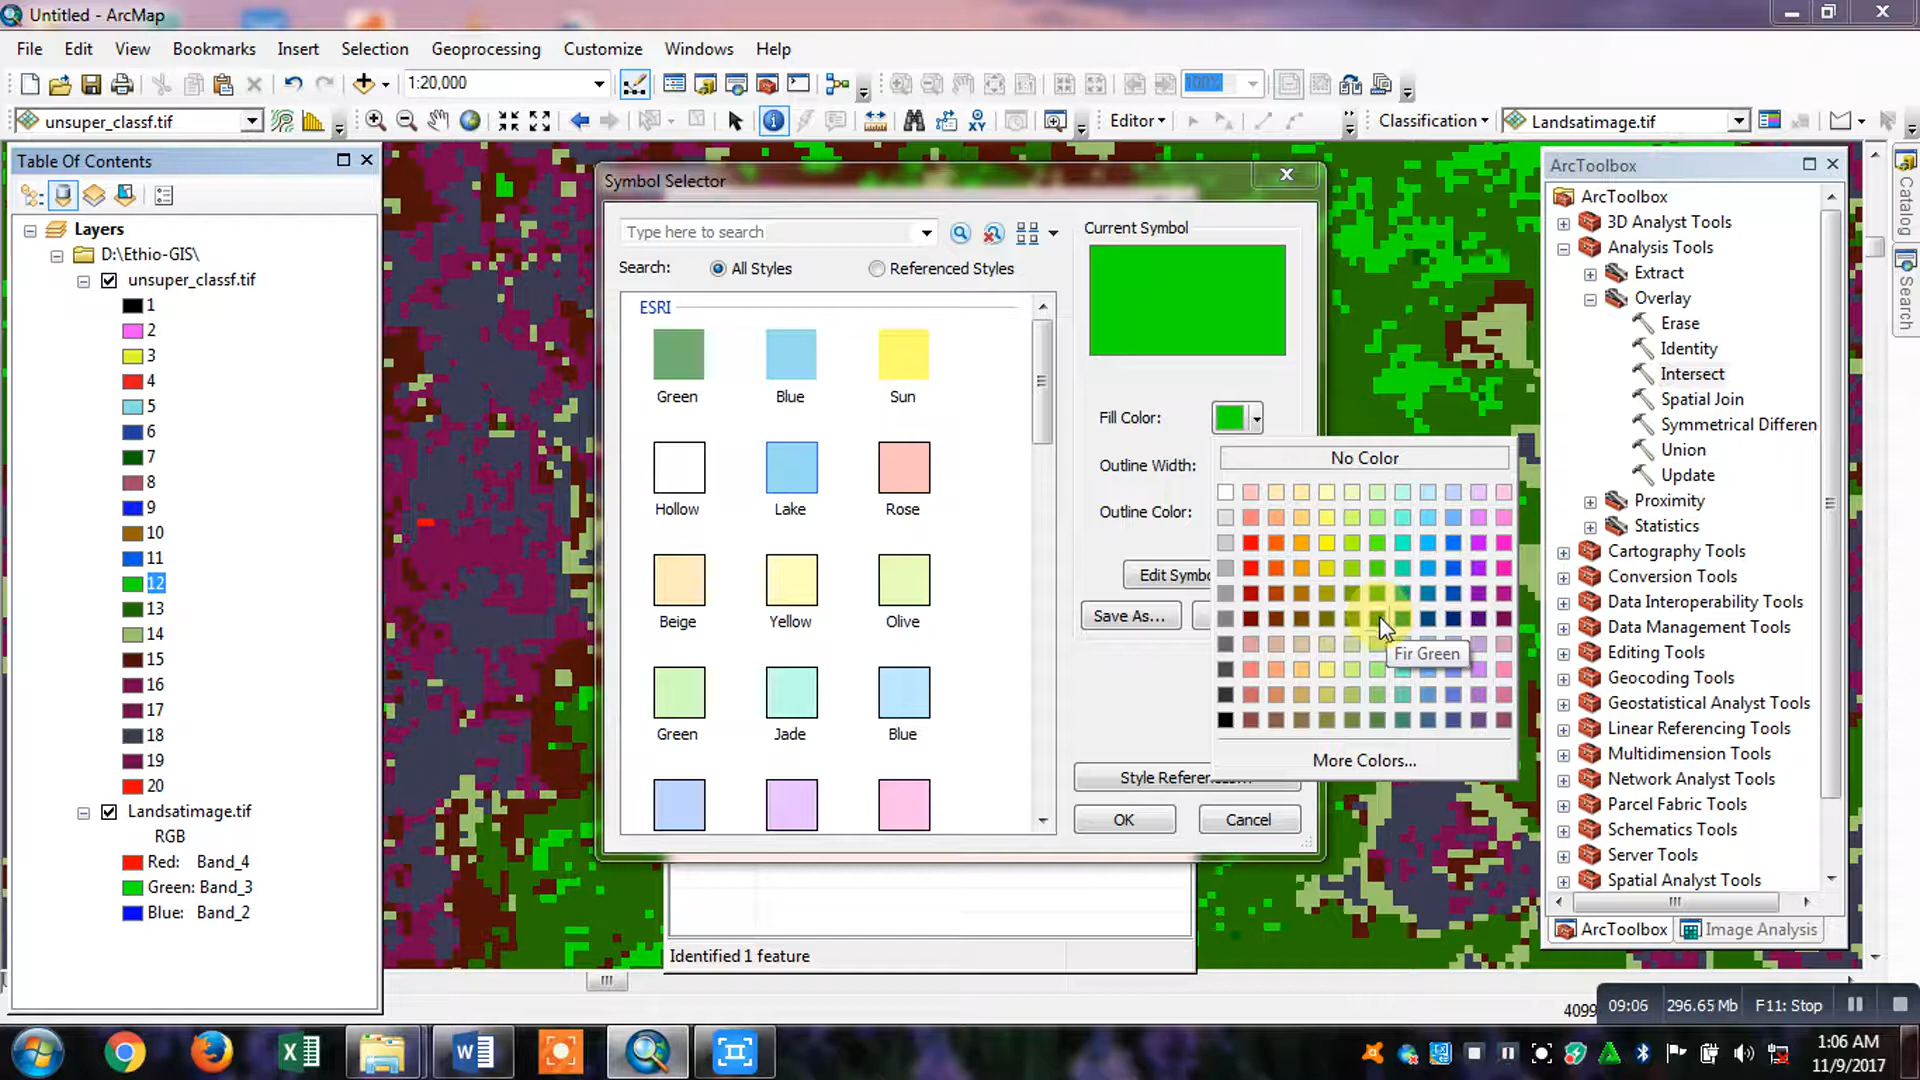 Untitled - ArcMap
File Edit View Bookmarks Insert Selection Geoprocessing Customize Windows Help
1:20,000
100%
unsuper_classf.tif
Editor
Classification
Landsatimage.tif
Table Of Contents
Layers
D:\Ethio-GIS\
unsuper_classf.tif
1
2
3
4
5
6
7
8
9
10
11
12
13
14
15
16
17
18
19
20
Landsatimage.tif
RGB
Red: Band_4
Green: Band_3
Blue: Band_2
Symbol Selector
Type here to search
Search: All Styles Referenced Styles
ESRI
Green Blue Sun
Hollow Lake Rose
Beige Yellow Olive
Green Jade Blue
Current Symbol
Fill Color:
Outline Width:
Outline Color:
Edit Symbo
Save As...
Style Referenc
OK Cancel
No Color
Fir Green
More Colors...
Identified 1 feature
ArcToolbox
ArcToolbox
3D Analyst Tools
Analysis Tools
Extract
Overlay
Erase
Identity
Intersect
Spatial Join
Symmetrical Differen
Union
Update
Proximity
Statistics
Cartography Tools
Conversion Tools
Data Interoperability Tools
Data Management Tools
Editing Tools
Geocoding Tools
Geostatistical Analyst Tools
Linear Referencing Tools
Multidimension Tools
Network Analyst Tools
Parcel Fabric Tools
Schematics Tools
Server Tools
Spatial Analyst Tools
ArcToolbox Image Analysis
Catalog
Search
4099
09:06 296.65 Mb F11: Stop
1:06 AM
11/9/2017